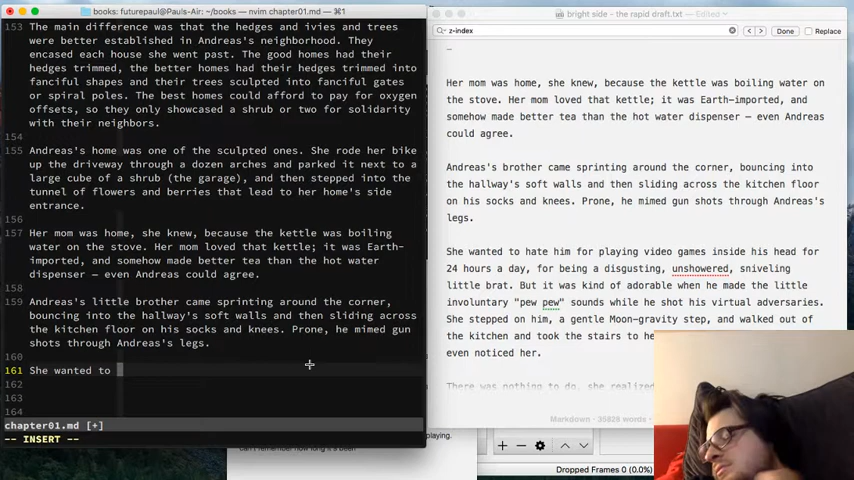 books: futurepaul@Pauls-Air: ~/books — nvim chapter01.md — ⌘1
153 The main difference was that the hedges and ivies and trees
were better established in Andreas's neighborhood. They
encased each house she went past. The good homes had their
hedges trimmed, the better homes had their hedges trimmed into
fanciful shapes and their trees sculpted into fanciful gates
or spiral poles. The best homes could afford to pay for oxygen
offsets, so they only showcased a shrub or two for solidarity
with their neighbors.
154
155 Andreas's home was one of the sculpted ones. She rode her bike
up the driveway through a dozen arches and parked it next to a
large cube of a shrub (the garage), and then stepped into the
tunnel of flowers and berries that lead to her home's side
entrance.
156
157 Her mom was home, she knew, because the kettle was boiling
water on the stove. Her mom loved that kettle; it was Earth-
imported, and somehow made better tea than the hot water
dispenser — even Andreas could agree.
158
159 Andreas's little brother came sprinting around the corner,
bouncing into the hallway's soft walls and then sliding across
the kitchen floor on his socks and knees. Prone, he mimed gun
shots through Andreas's legs.
160
161 She wanted to
162
163
164
chapter01.md [+]
-- INSERT --
bright side - the rapid draft.txt — Edited
z-index
Done
Replace
Her mom was home, she knew, because the kettle was boiling water on
the stove. Her mom loved that kettle; it was Earth-imported, and
somehow made better tea than the hot water dispenser — even Andreas
could agree.
Andreas's brother came sprinting around the corner, bouncing into
the hallway's soft walls and then sliding across the kitchen floor
on his socks and knees. Prone, he mimed gun shots through Andreas's
legs.
She wanted to hate him for playing video games inside his head for
24 hours a day, for being a disgusting, unshowered, sniveling
little brat. But it was kind of adorable when he made the little
involuntary "pew pew" sounds while he shot his virtual adversaries.
She stepped on him, a gentle Moon-gravity step, and walked out of
the kitchen and took the stairs to he
even noticed her.
There was nothing to do, she realized
Markdown · 35828 words
playing.
can't remember how long it's been
Dropped Frames 0 (0.0%)